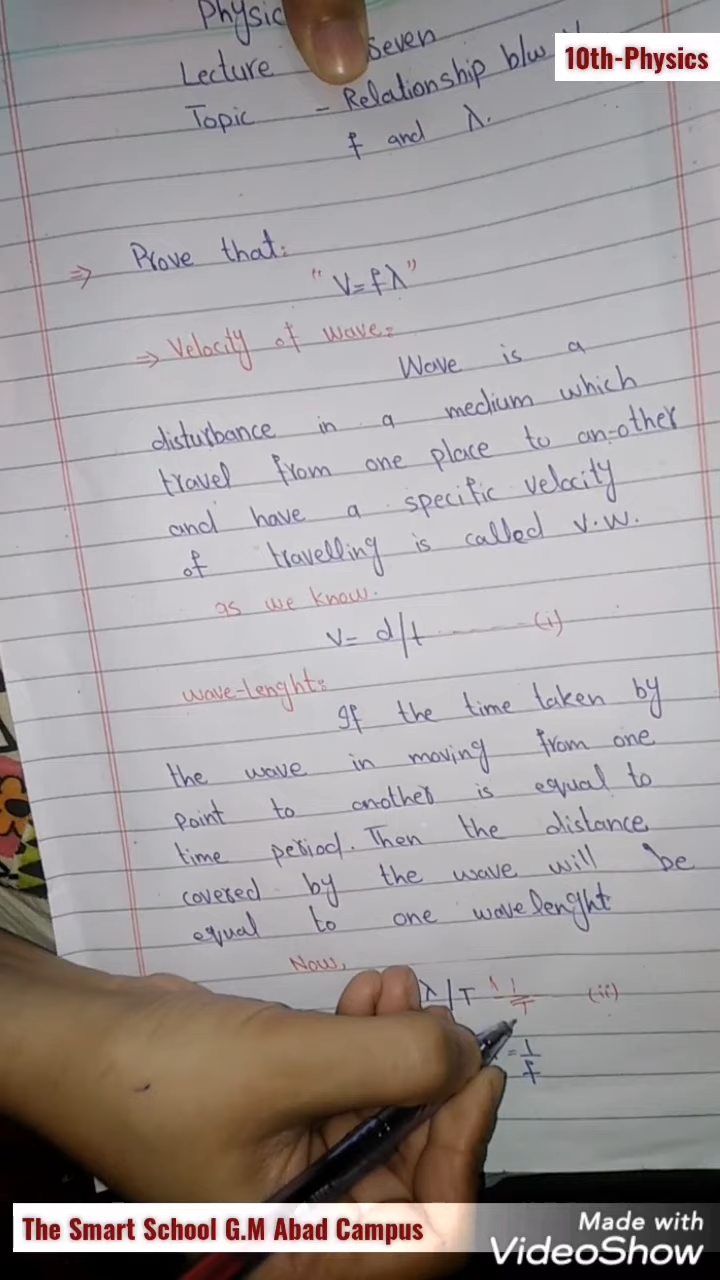 Physic
Lecture Seven
10th-Physics
Topic - Relationship b/w
f and λ.
⇒ Prove that:
"V=fλ"
⇒ Velocity of wave:
Wave is a
disturbance in a medium which
travel from one place to an-other
and have a specific velocity
of travelling is called v.w.
as we know.
v= d/t ------ (i)
wave-lenght:
If the time taken by
the wave in moving from one
point to another is equal to
time period. Then the distance
covered by the wave will be
equal to one wavelenght
Now,
λ/T λ 1/T (ii)
= 1/f
The Smart School G.M Abad Campus
Made with
VideoShow